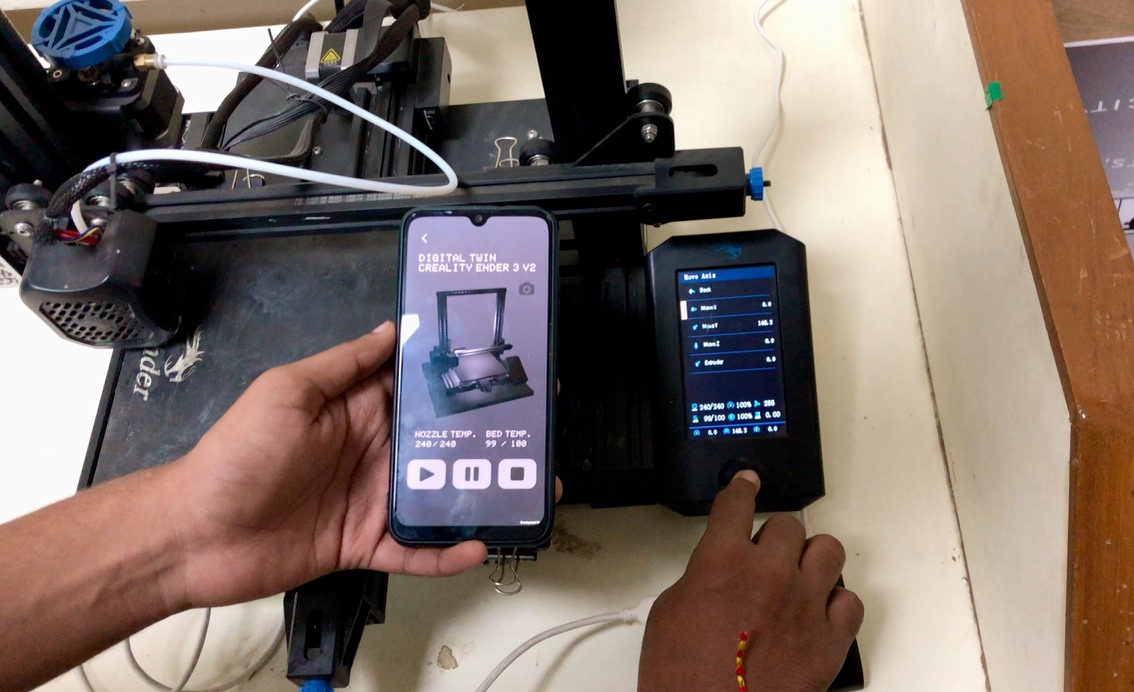 DIGITAL TWIN
CREALITY ENDER 3 V2
NOZZLE TEMP. BED TEMP.
240/240 99 / 100
Move Axis
Back
MoveX 0.0
MoveY 148.3
MoveZ 0.0
Extruder 0.0
240/240 100% 255
99/100 100% 0.00
0.0 148.3 0.0
nder
CITY